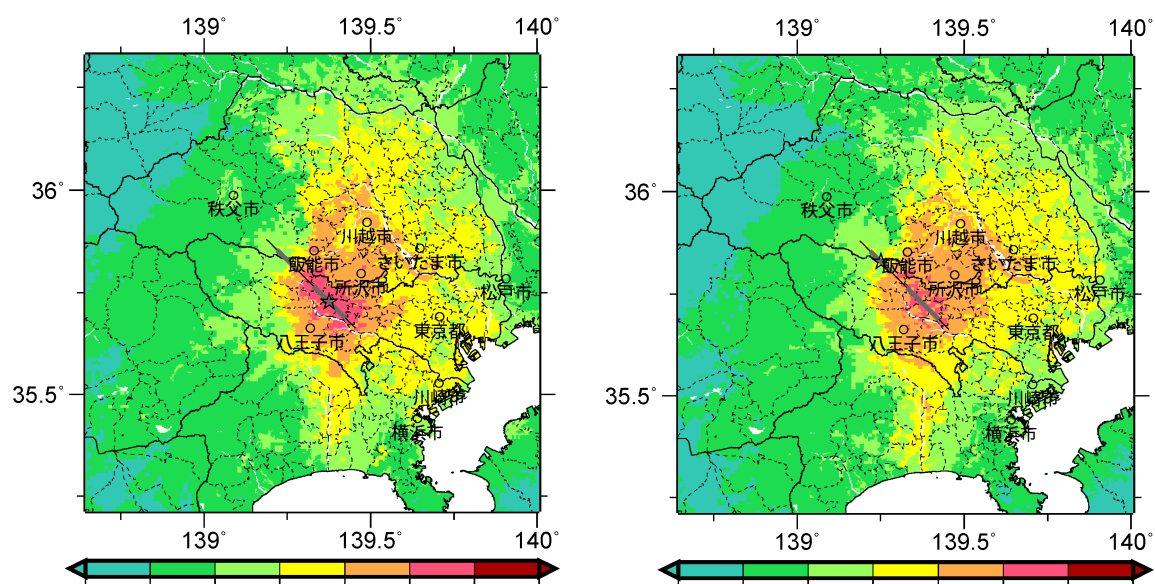 139° 139.5° 140°
36°
35.5°
秩父市
川越市
飯能市
さいたま市
所沢市
松戸市
東京都
八王子市
川崎市
横浜市
139° 139.5° 140°
139° 139.5° 140°
36°
35.5°
秩父市
川越市
飯能市
さいたま市
所沢市
松戸市
東京都
八王子市
川崎市
横浜市
139° 139.5° 140°